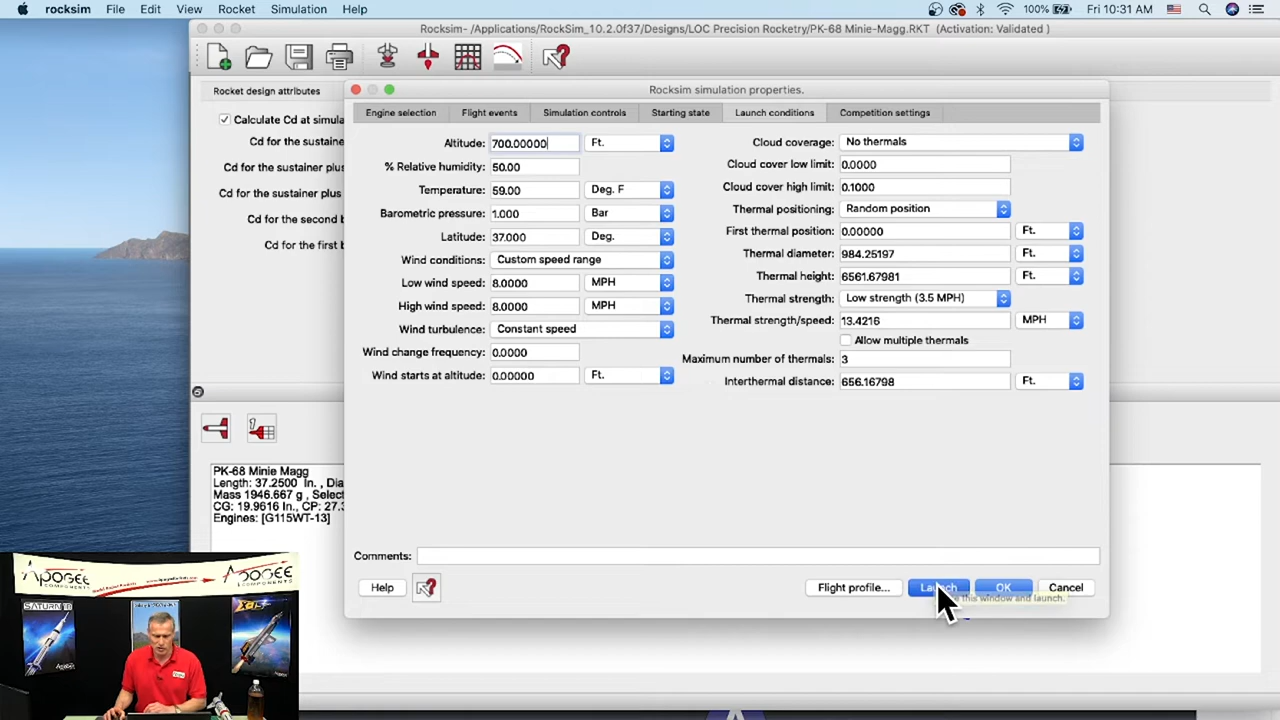 rocksim File Edit View Rocket Simulation Help 100% Fri 10:31 AM
Rocksim- /Applications/RockSim_10.2.0f37/Designs/LOC Precision Rocketry/PK-68 Minie-Magg.RKT (Activation: Validated )
Rocket design attributes
Calculate Cd at simula
Cd for the sustaine
Cd for the sustainer plus
Cd for the sustainer plus
Cd for the second b
Cd for the first b
Rocksim simulation properties.
Engine selection Flight events Simulation controls Starting state Launch conditions Competition settings
Altitude: 700.00000 Ft.
% Relative humidity: 50.00
Temperature: 59.00 Deg. F
Barometric pressure: 1.000 Bar
Latitude: 37.000 Deg.
Wind conditions: Custom speed range
Low wind speed: 8.0000 MPH
High wind speed: 8.0000 MPH
Wind turbulence: Constant speed
Wind change frequency: 0.0000
Wind starts at altitude: 0.00000 Ft.
Cloud coverage: No thermals
Cloud cover low limit: 0.0000
Cloud cover high limit: 0.1000
Thermal positioning: Random position
First thermal position: 0.00000 Ft.
Thermal diameter: 984.25197 Ft.
Thermal height: 6561.67981 Ft.
Thermal strength: Low strength (3.5 MPH)
Thermal strength/speed: 13.4216 MPH
Allow multiple thermals
Maximum number of thermals: 3
Interthermal distance: 656.16798 Ft.
PK-68 Minie Magg
Length: 37.2500 In. , Dia
Mass 1946.667 g , Select
CG: 19.9616 In., CP: 27.3
Engines: [G115WT-13]
Comments:
Help Flight profile... Launch OK Cancel
this window and launch.
APOGEE
COMPONENTS
APOGEE
COMPONENTS
SATURN 1B